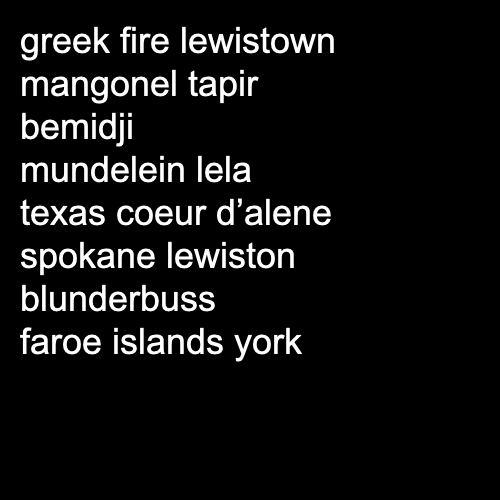 greek fire lewistown
mangonel tapir
bemidji
mundelein lela
texas coeur d’alene
spokane lewiston
blunderbuss
faroe islands york